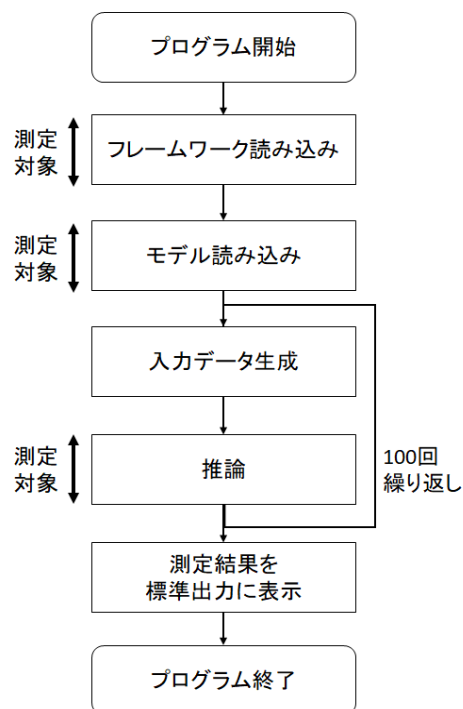 プログラム開始
測定
対象
フレームワーク読み込み
測定
対象
モデル読み込み
入力データ生成
測定
対象
推論
100回
繰り返し
測定結果を
標準出力に表示
プログラム終了